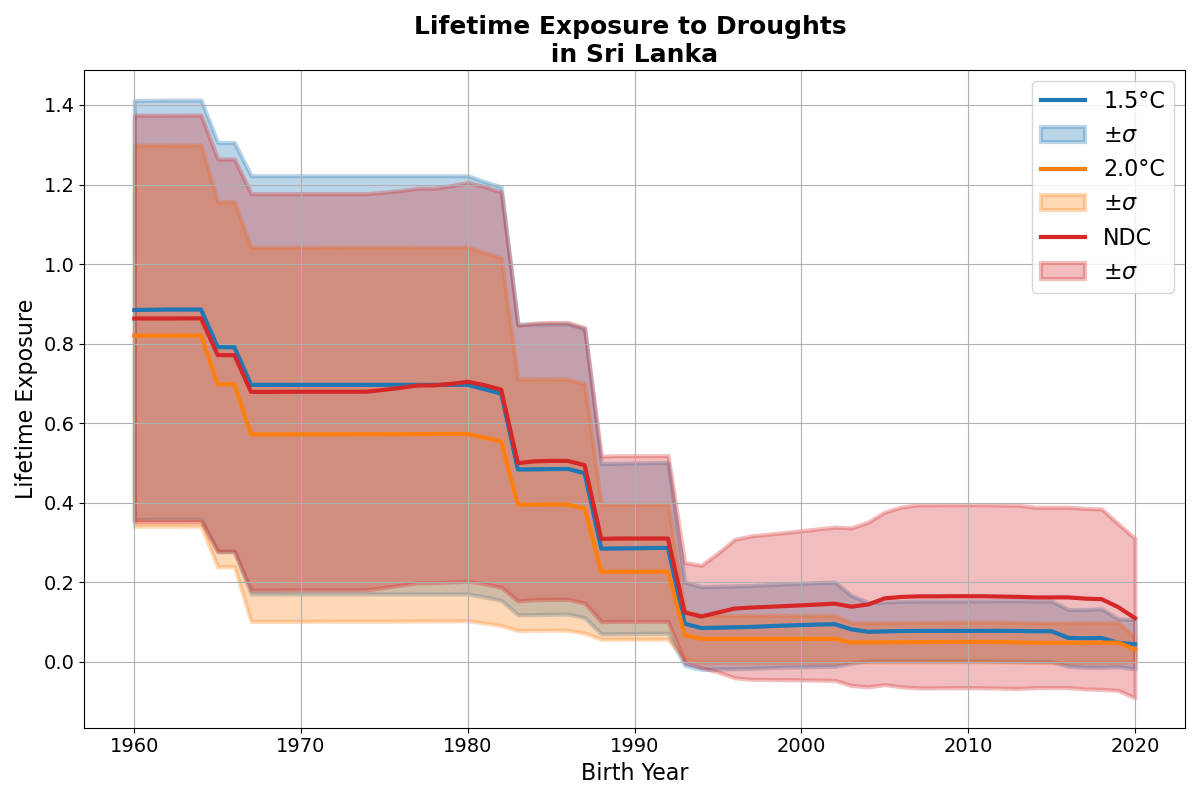 Lifetime Exposure to Droughts
in Sri Lanka
1.5°C
±σ
2.0°C
±σ
NDC
±σ
Lifetime Exposure
1.4
1.2
1.0
0.8
0.6
0.4
0.2
0.0
1960 1970 1980 1990 2000 2010 2020
Birth Year